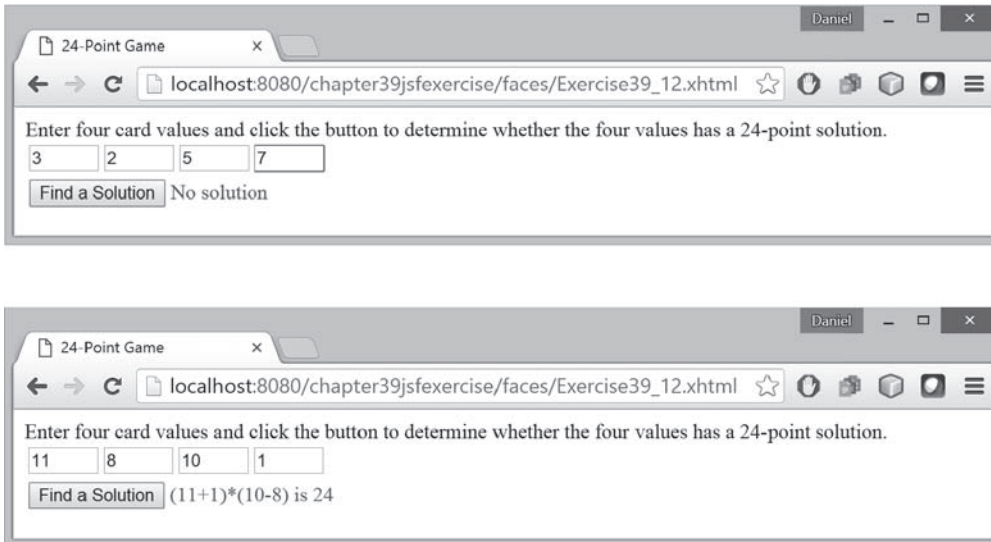 Daniel
24-Point Game
localhost:8080/chapter39jsfexercise/faces/Exercise39_12.xhtml
Enter four card values and click the button to determine whether the four values has a 24-point solution.
3 2 5 7
Find a Solution No solution
Daniel
24-Point Game
localhost:8080/chapter39jsfexercise/faces/Exercise39_12.xhtml
Enter four card values and click the button to determine whether the four values has a 24-point solution.
11 8 10 1
Find a Solution (11+1)*(10-8) is 24